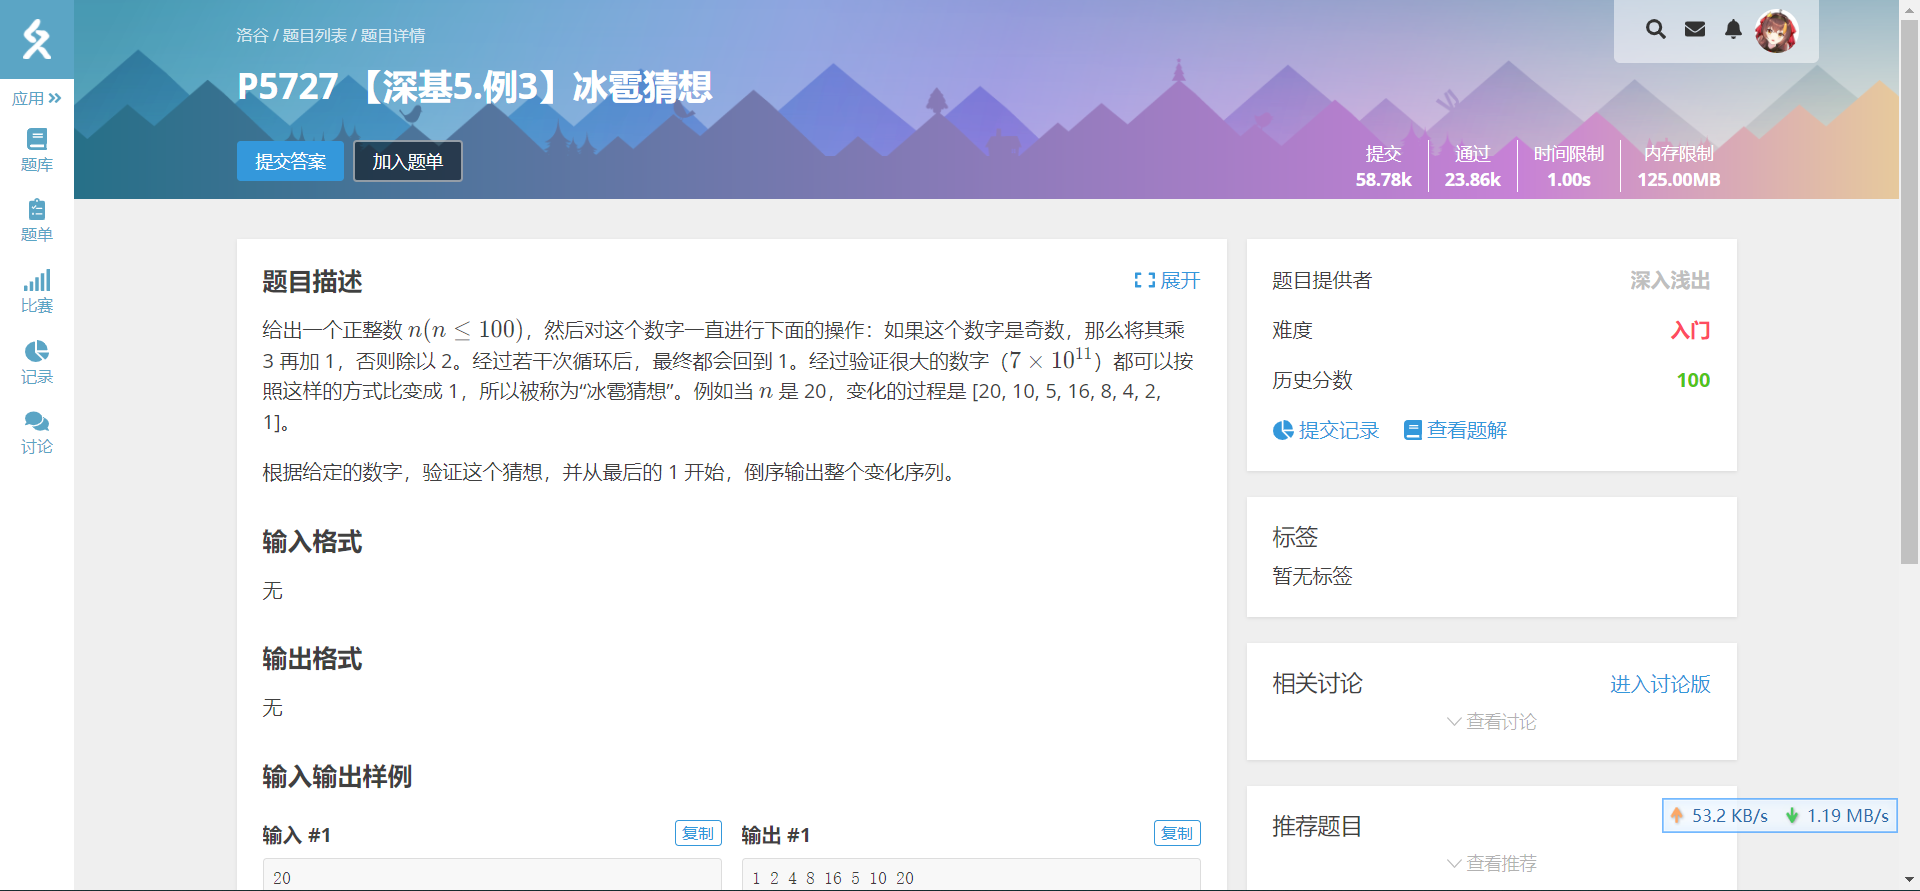 洛谷 / 题目列表 / 题目详情
P5727 【深基5.例3】冰雹猜想
提交答案
加入题单
提交
58.78k
通过
23.86k
时间限制
1.00s
内存限制
125.00MB
应用
题库
题单
比赛
记录
讨论
题目描述
展开
给出一个正整数 n(n ≤ 100)，然后对这个数字一直进行下面的操作：如果这个数字是奇数，那么将其乘
3 再加 1，否则除以 2。经过若干次循环后，最终都会回到 1。经过验证很大的数字（7 × 10¹¹）都可以按
照这样的方式比变成 1，所以被称为“冰雹猜想”。例如当 n 是 20，变化的过程是 [20, 10, 5, 16, 8, 4, 2,
1]。
根据给定的数字，验证这个猜想，并从最后的 1 开始，倒序输出整个变化序列。
输入格式
无
输出格式
无
输入输出样例
输入 #1
复制
20
输出 #1
复制
1 2 4 8 16 5 10 20
题目提供者
深入浅出
难度
入门
历史分数
100
提交记录
查看题解
标签
暂无标签
相关讨论
进入讨论版
查看讨论
推荐题目
查看推荐
53.2 KB/s
1.19 MB/s